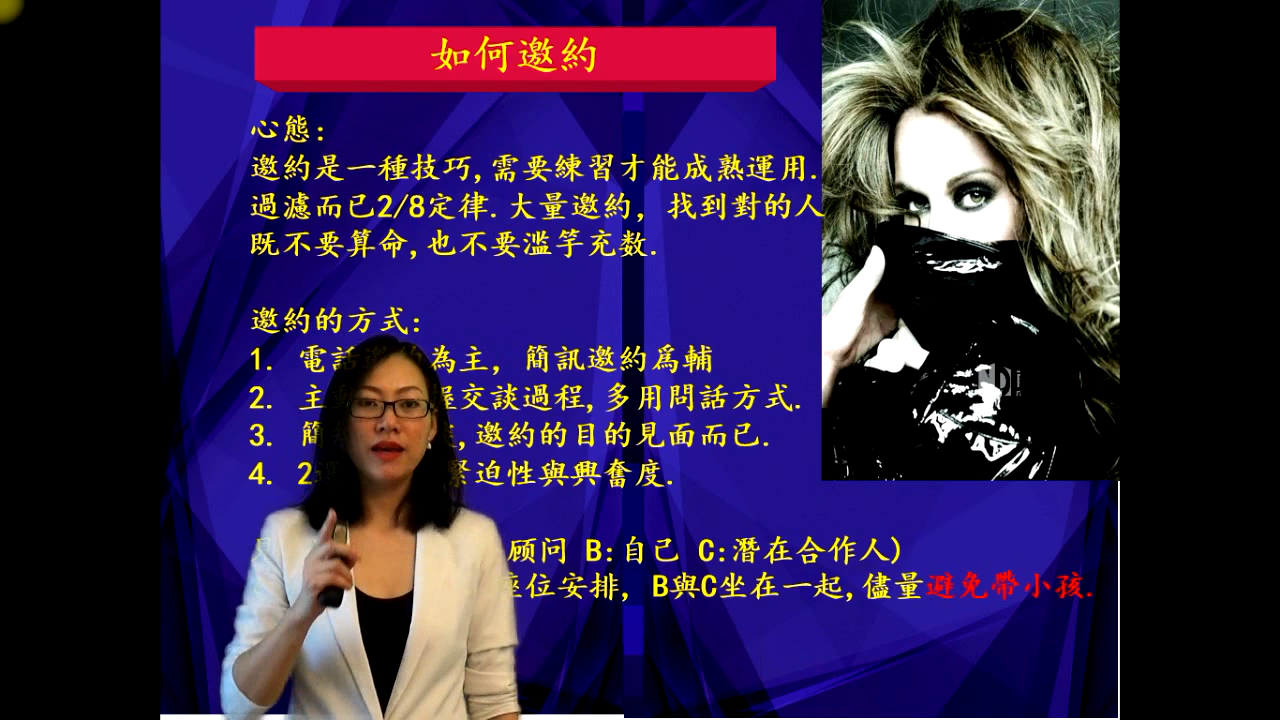 如何邀約
心態:
邀約是一種技巧,需要練習才能成熟運用.
過濾而已2/8定律.大量邀約, 找到對的人
既不要算命,也不要滥竽充数.
邀約的方式:
1. 電話 為主, 簡訊邀約爲輔
2. 主 交談過程,多用問話方式.
3. 簡 ,邀約的目的見面而已.
4. 2 緊迫性與興奮度.
顾问 B:自己 C:潛在合作人)
座位安排, B與C坐在一起,儘量避免帶小孩.